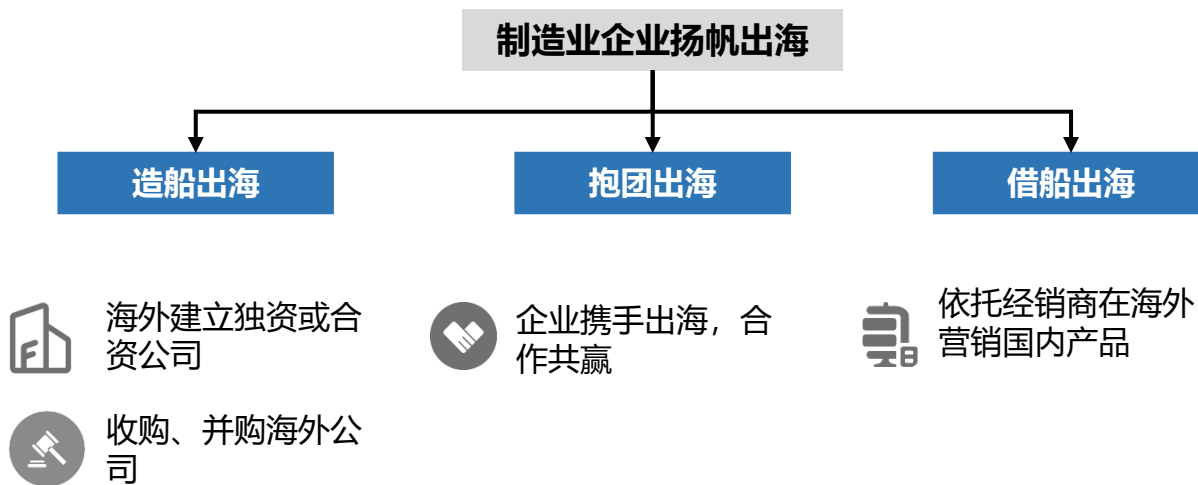 制造业企业扬帆出海
造船出海
抱团出海
借船出海
海外建立独资或合
资公司
收购、并购海外公
司
企业携手出海，合
作共赢
依托经销商在海外
营销国内产品